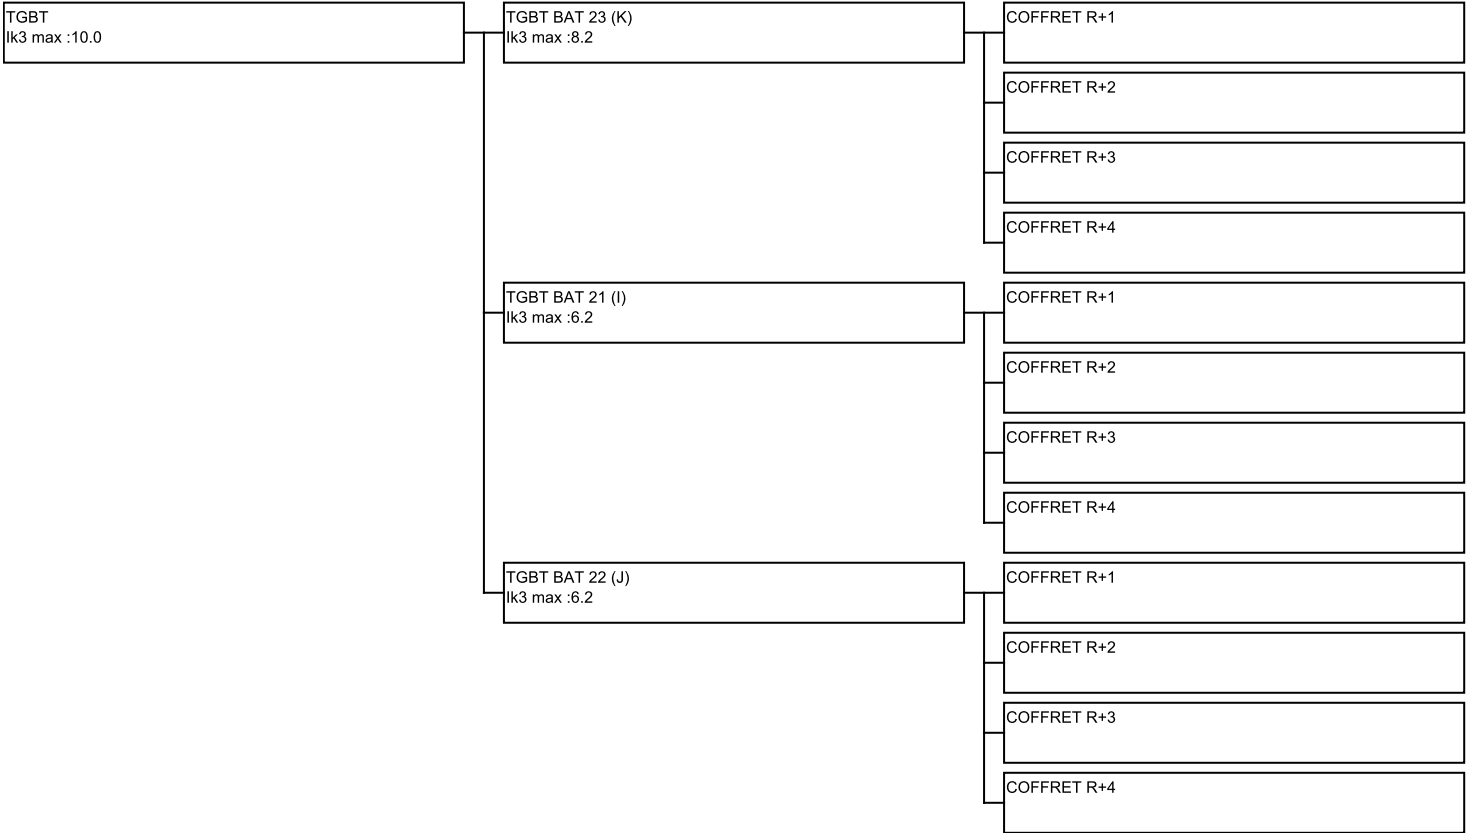 TGBT
Ik3 max :10.0
TGBT BAT 23 (K)
Ik3 max :8.2
COFFRET R+1
COFFRET R+2
COFFRET R+3
COFFRET R+4
TGBT BAT 21 (I)
Ik3 max :6.2
COFFRET R+1
COFFRET R+2
COFFRET R+3
COFFRET R+4
TGBT BAT 22 (J)
Ik3 max :6.2
COFFRET R+1
COFFRET R+2
COFFRET R+3
COFFRET R+4